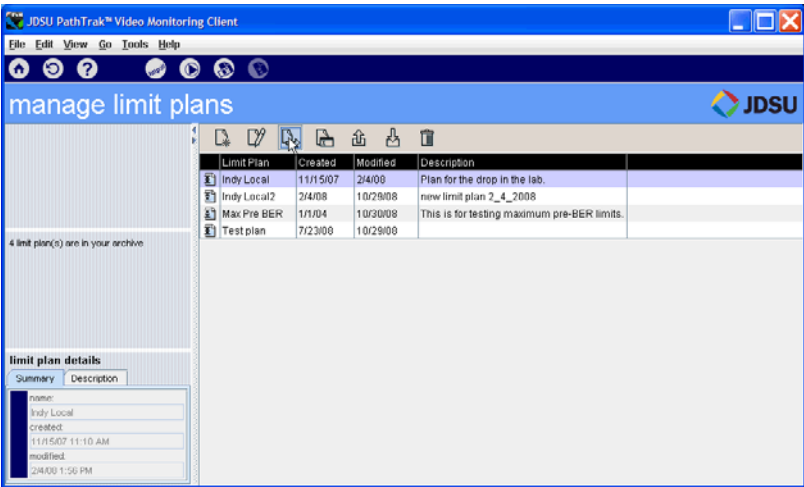 JDSU PathTrak™ Video Monitoring Client
File Edit View Go Tools Help
manage limit plans
JDSU
Limit Plan Created Modified Description
Indy Local 11/15/07 2/4/08 Plan for the drop in the lab.
Indy Local2 2/4/08 10/29/08 new limit plan 2_4_2008
Max Pre BER 1/1/04 10/30/08 This is for testing maximum pre-BER limits.
Test plan 7/23/08 10/29/08
4 limit plan(s) are in your archive
limit plan details
Summary Description
name:
Indy Local
created:
11/15/07 11:10 AM
modified:
2/4/08 1:56 PM